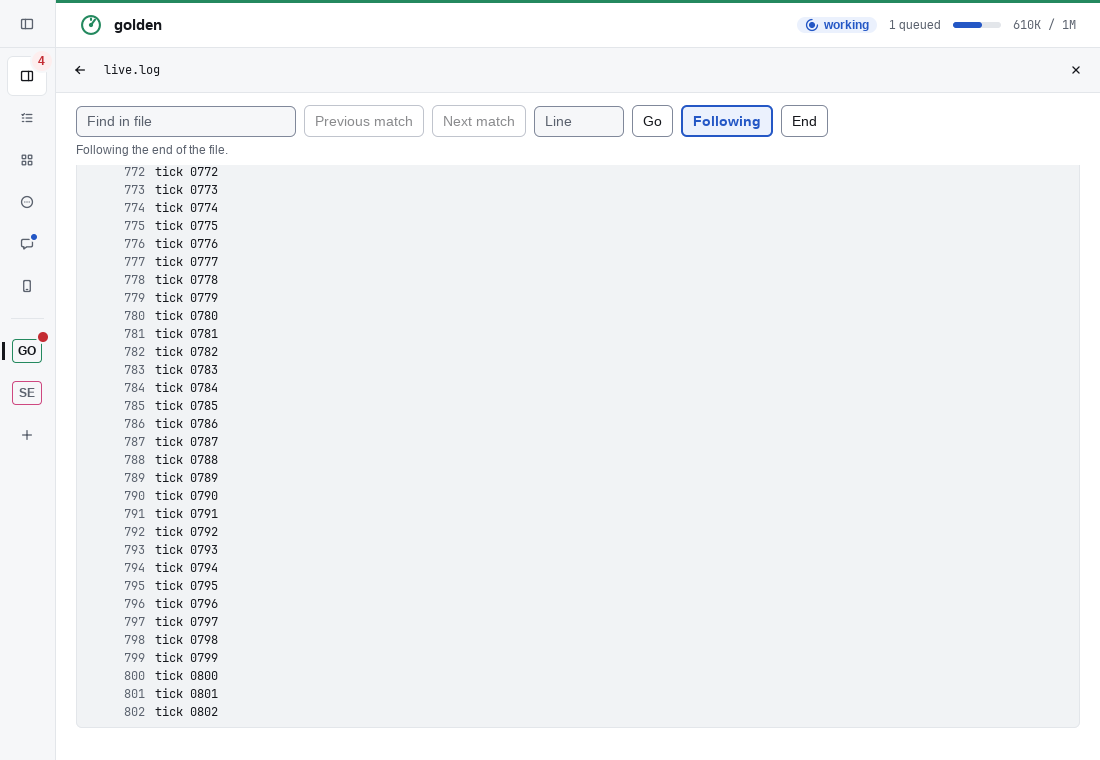 golden
working
1 queued
610K / 1M
4
live.log
Find in file
Previous match
Next match
Line
Go
Following
End
Following the end of the file.
772 tick 0772
773 tick 0773
774 tick 0774
775 tick 0775
776 tick 0776
777 tick 0777
778 tick 0778
779 tick 0779
780 tick 0780
781 tick 0781
782 tick 0782
783 tick 0783
784 tick 0784
785 tick 0785
786 tick 0786
787 tick 0787
788 tick 0788
789 tick 0789
790 tick 0790
791 tick 0791
792 tick 0792
793 tick 0793
794 tick 0794
795 tick 0795
796 tick 0796
797 tick 0797
798 tick 0798
799 tick 0799
800 tick 0800
801 tick 0801
802 tick 0802
GO
SE